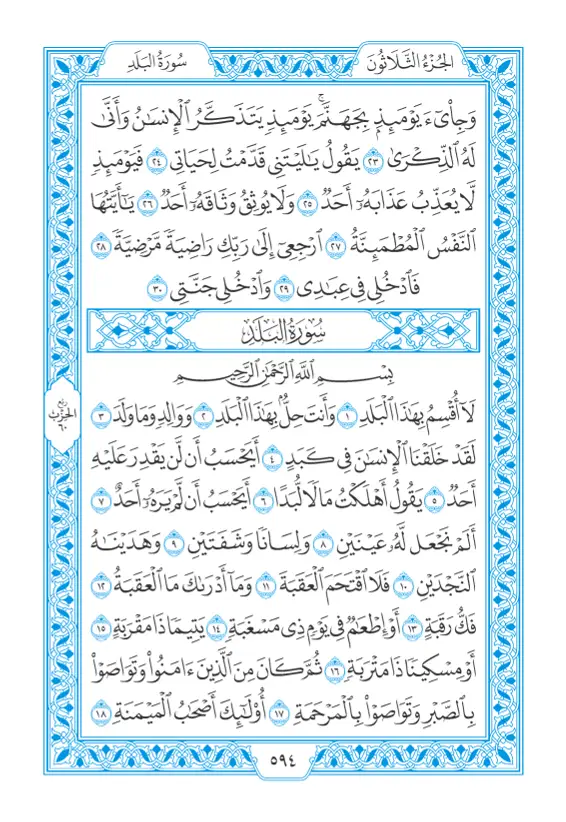 الجُزْءُ الثَّلَاثُونَ سُورَةُ البَلَدِ
وَجِا۟يٓءَ يَوْمَئِذِۭ بِجَهَنَّمَۚ يَوْمَئِذٍ يَتَذَكَّرُ ٱلْإِنسَٰنُ وَأَنَّىٰ
لَهُ ٱلذِّكْرَىٰ ٢٣ يَقُولُ يَٰلَيْتَنِى قَدَّمْتُ لِحَيَاتِى ٢٤ فَيَوْمَئِذٍ
لَّا يُعَذِّبُ عَذَابَهُۥٓ أَحَدٌ ٢٥ وَلَا يُوثِقُ وَثَاقَهُۥٓ أَحَدٌ ٢٦ يَٰٓأَيَّتُهَا
ٱلنَّفْسُ ٱلْمُطْمَئِنَّةُ ٢٧ ٱرْجِعِىٓ إِلَىٰ رَبِّكِ رَاضِيَةً مَّرْضِيَّةً ٢٨
فَٱدْخُلِى فِى عِبَٰدِى ٢٩ وَٱدْخُلِى جَنَّتِى ٣٠
سُورَةُ البَلَدِ
بِسْمِ ٱللَّهِ ٱلرَّحْمَٰنِ ٱلرَّحِيمِ
لَآ أُقْسِمُ بِهَٰذَا ٱلْبَلَدِ ١ وَأَنتَ حِلٌّۢ بِهَٰذَا ٱلْبَلَدِ ٢ وَوَالِدٍ وَمَا وَلَدَ ٣
لَقَدْ خَلَقْنَا ٱلْإِنسَٰنَ فِى كَبَدٍ ٤ أَيَحْسَبُ أَن لَّن يَقْدِرَ عَلَيْهِ
أَحَدٌ ٥ يَقُولُ أَهْلَكْتُ مَالًا لُّبَدًا ٦ أَيَحْسَبُ أَن لَّمْ يَرَهُۥٓ أَحَدٌ ٧
أَلَمْ نَجْعَل لَّهُۥ عَيْنَيْنِ ٨ وَلِسَانًا وَشَفَتَيْنِ ٩ وَهَدَيْنَٰهُ
ٱلنَّجْدَيْنِ ١٠ فَلَا ٱقْتَحَمَ ٱلْعَقَبَةَ ١١ وَمَآ أَدْرَىٰكَ مَا ٱلْعَقَبَةُ ١٢
فَكُّ رَقَبَةٍ ١٣ أَوْ إِطْعَٰمٌ فِى يَوْمٍ ذِى مَسْغَبَةٍ ١٤ يَتِيمًا ذَا مَقْرَبَةٍ ١٥
أَوْ مِسْكِينًا ذَا مَتْرَبَةٍ ١٦ ثُمَّ كَانَ مِنَ ٱلَّذِينَ ءَامَنُوا۟ وَتَوَاصَوْا۟
بِٱلصَّبْرِ وَتَوَاصَوْا۟ بِٱلْمَرْحَمَةِ ١٧ أُو۟لَٰٓئِكَ أَصْحَٰبُ ٱلْمَيْمَنَةِ ١٨
رُبع
الحِزْب
٦٠
٥٩٤